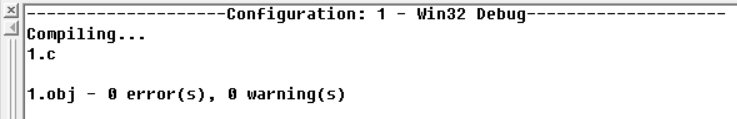 --------------------Configuration: 1 - Win32 Debug--------------------
Compiling...
1.c
1.obj - 0 error(s), 0 warning(s)